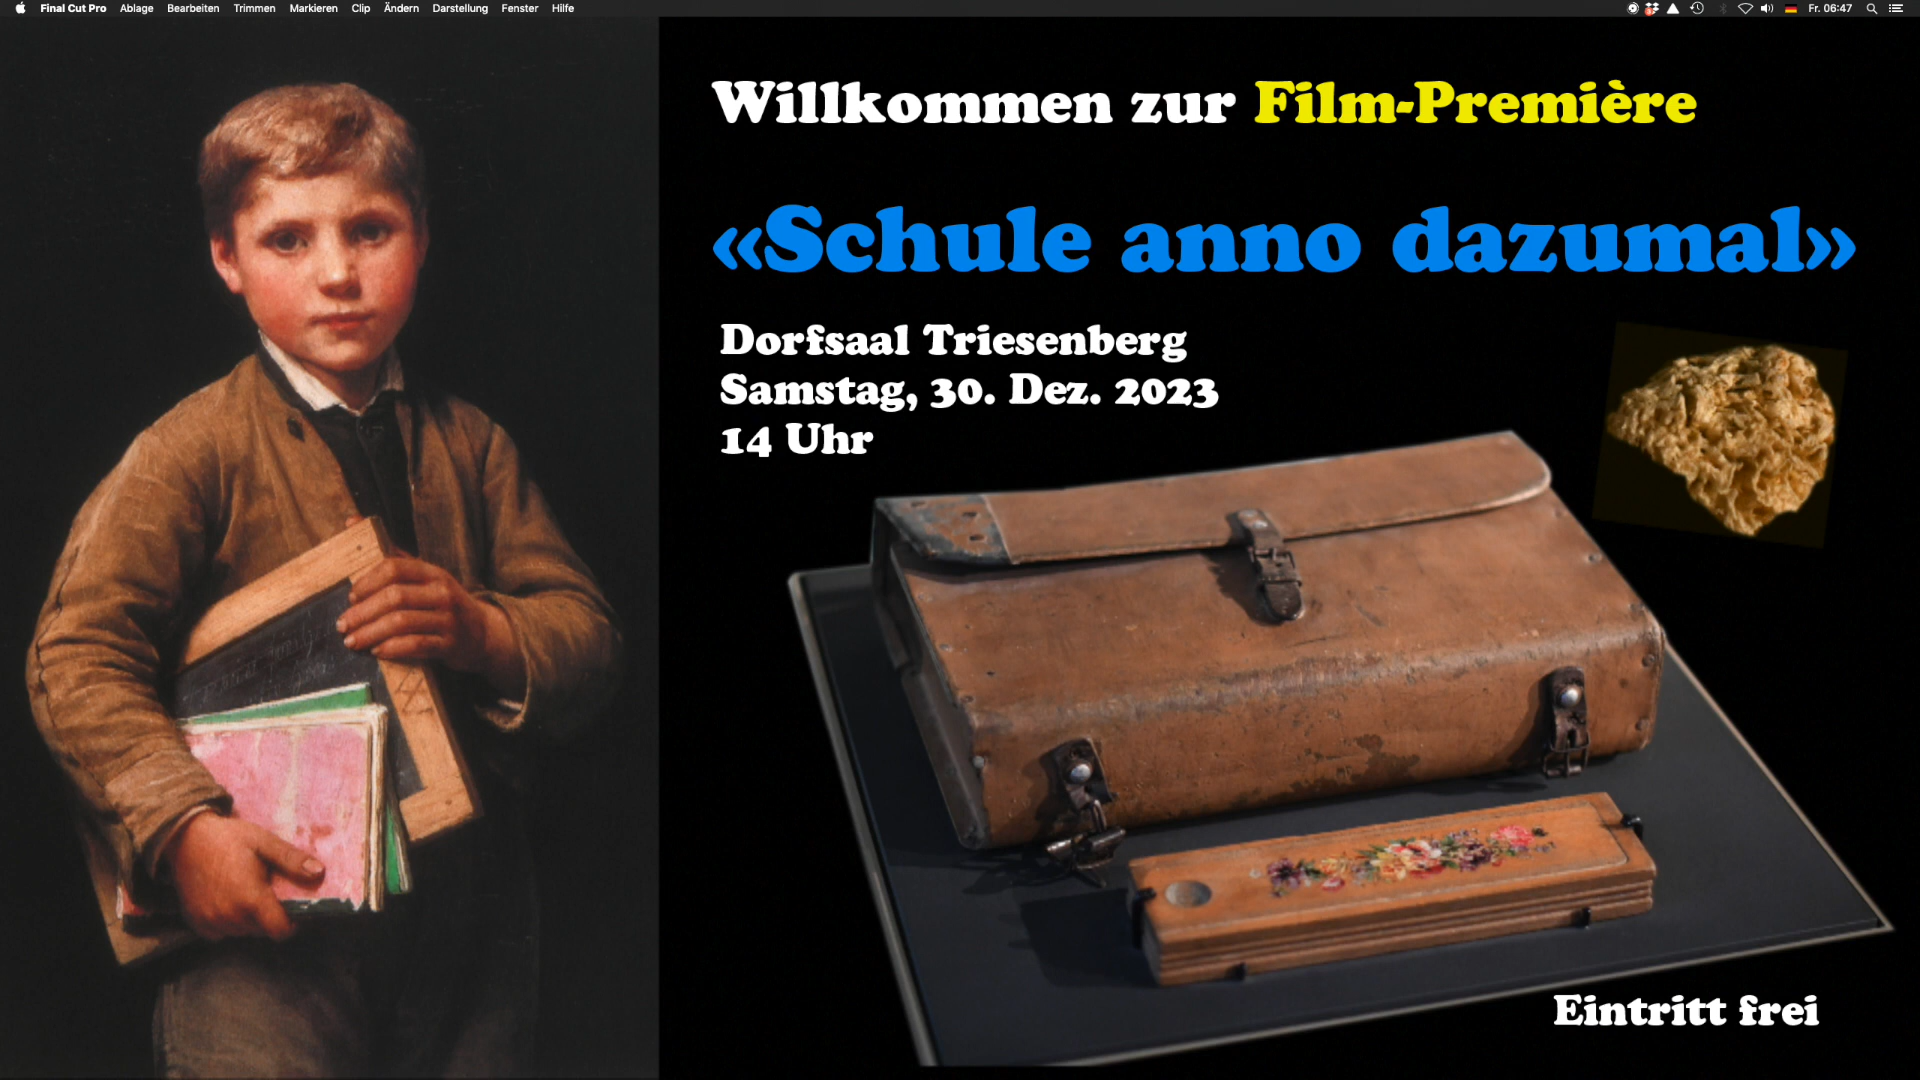 Final Cut Pro Ablage Bearbeiten Trimmen Markieren Clip Ändern Darstellung Fenster Hilfe Fr. 06:47
Willkommen zur Film-Première
«Schule anno dazumal»
Dorfsaal Triesenberg
Samstag, 30. Dez. 2023
14 Uhr
Eintritt frei